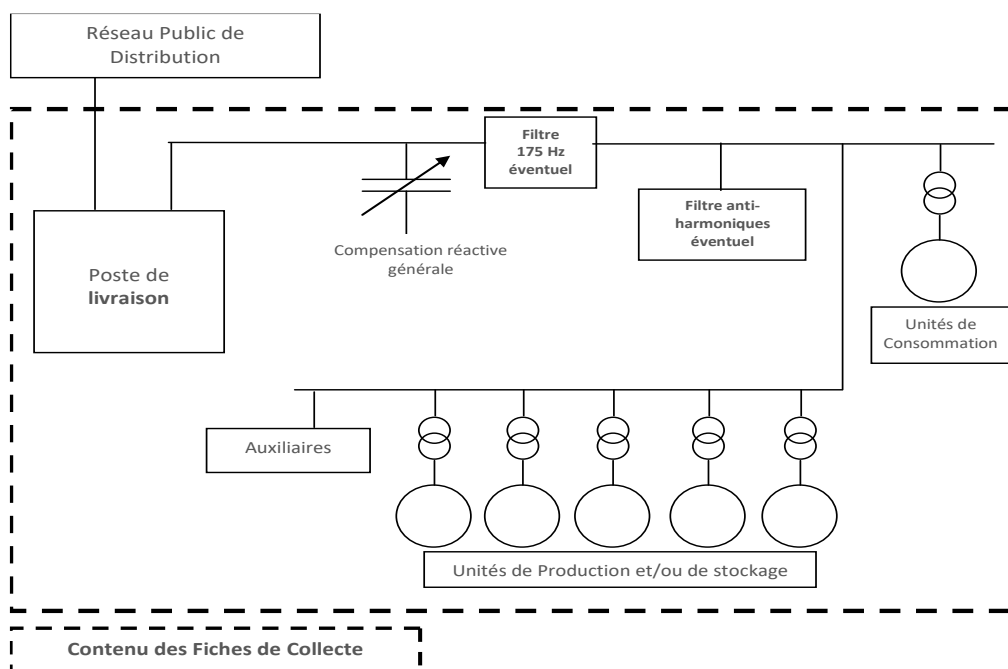 Réseau Public de
Distribution
Filtre
175 Hz
éventuel
Filtre anti-
harmoniques
éventuel
Compensation réactive
générale
Poste de
livraison
Unités de
Consommation
Auxiliaires
Unités de Production et/ou de stockage
Contenu des Fiches de Collecte